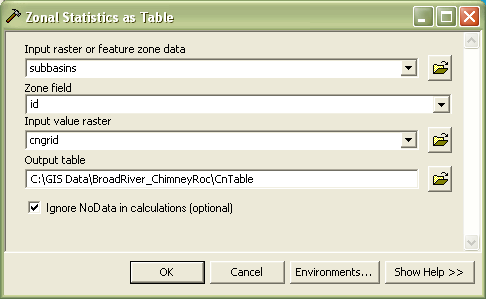 Zonal Statistics as Table
Input raster or feature zone data
subbasins
Zone field
id
Input value raster
cngrid
Output table
C:\GIS Data\BroadRiver_ChimneyRoc\CnTable
Ignore NoData in calculations (optional)
OK Cancel Environments... Show Help >>